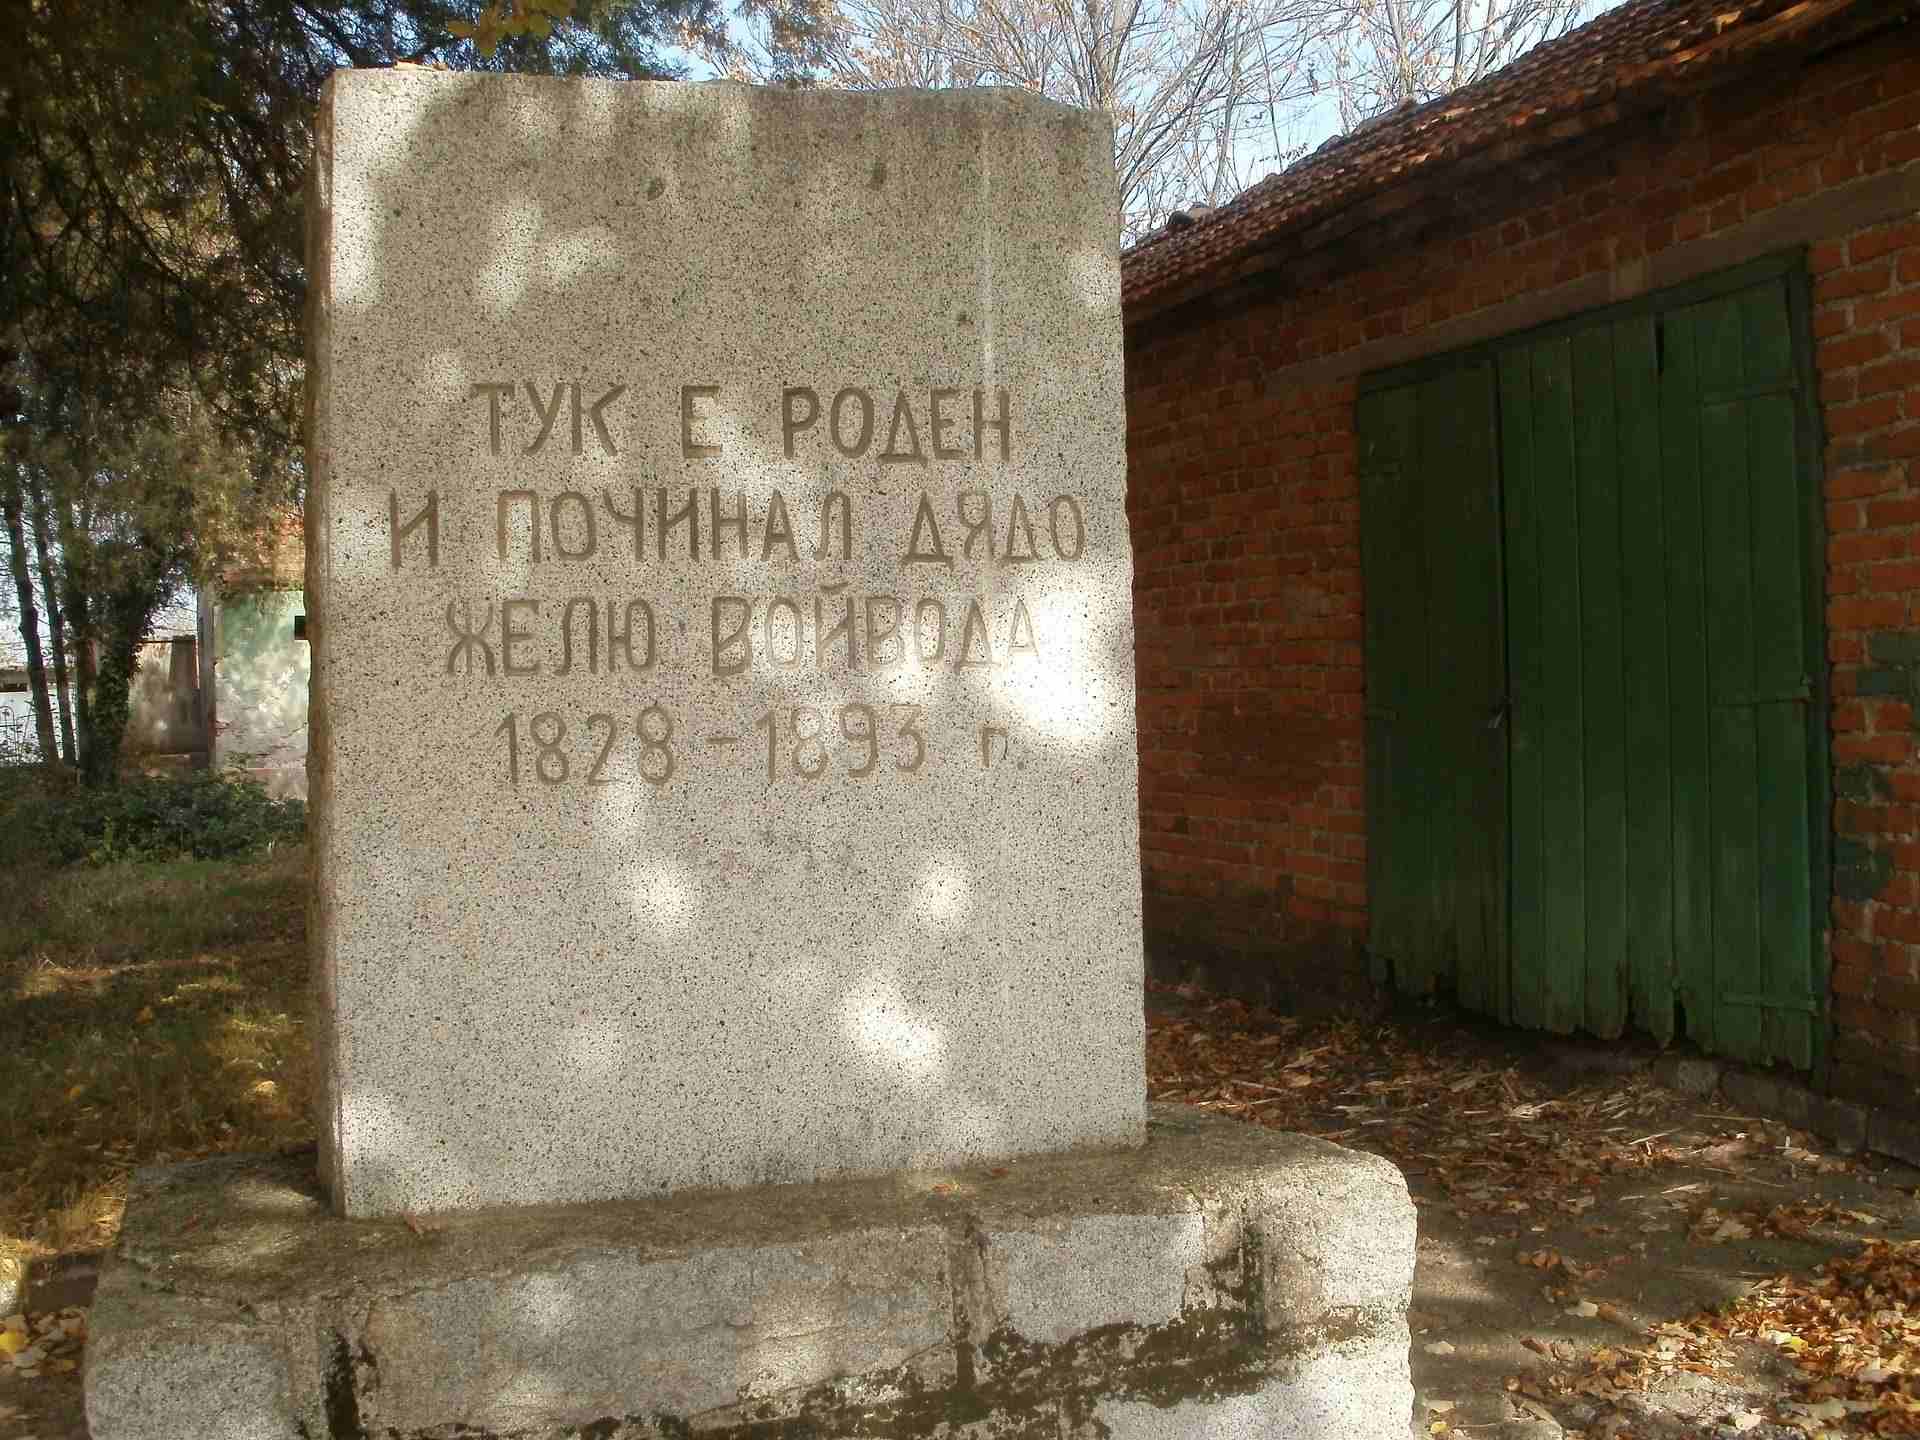 ТУК Е РОДЕН
И ПОЧИНАЛ ДЯДО
ЖЕЛЮ ВОЙВОДА
1828 - 1893 г.